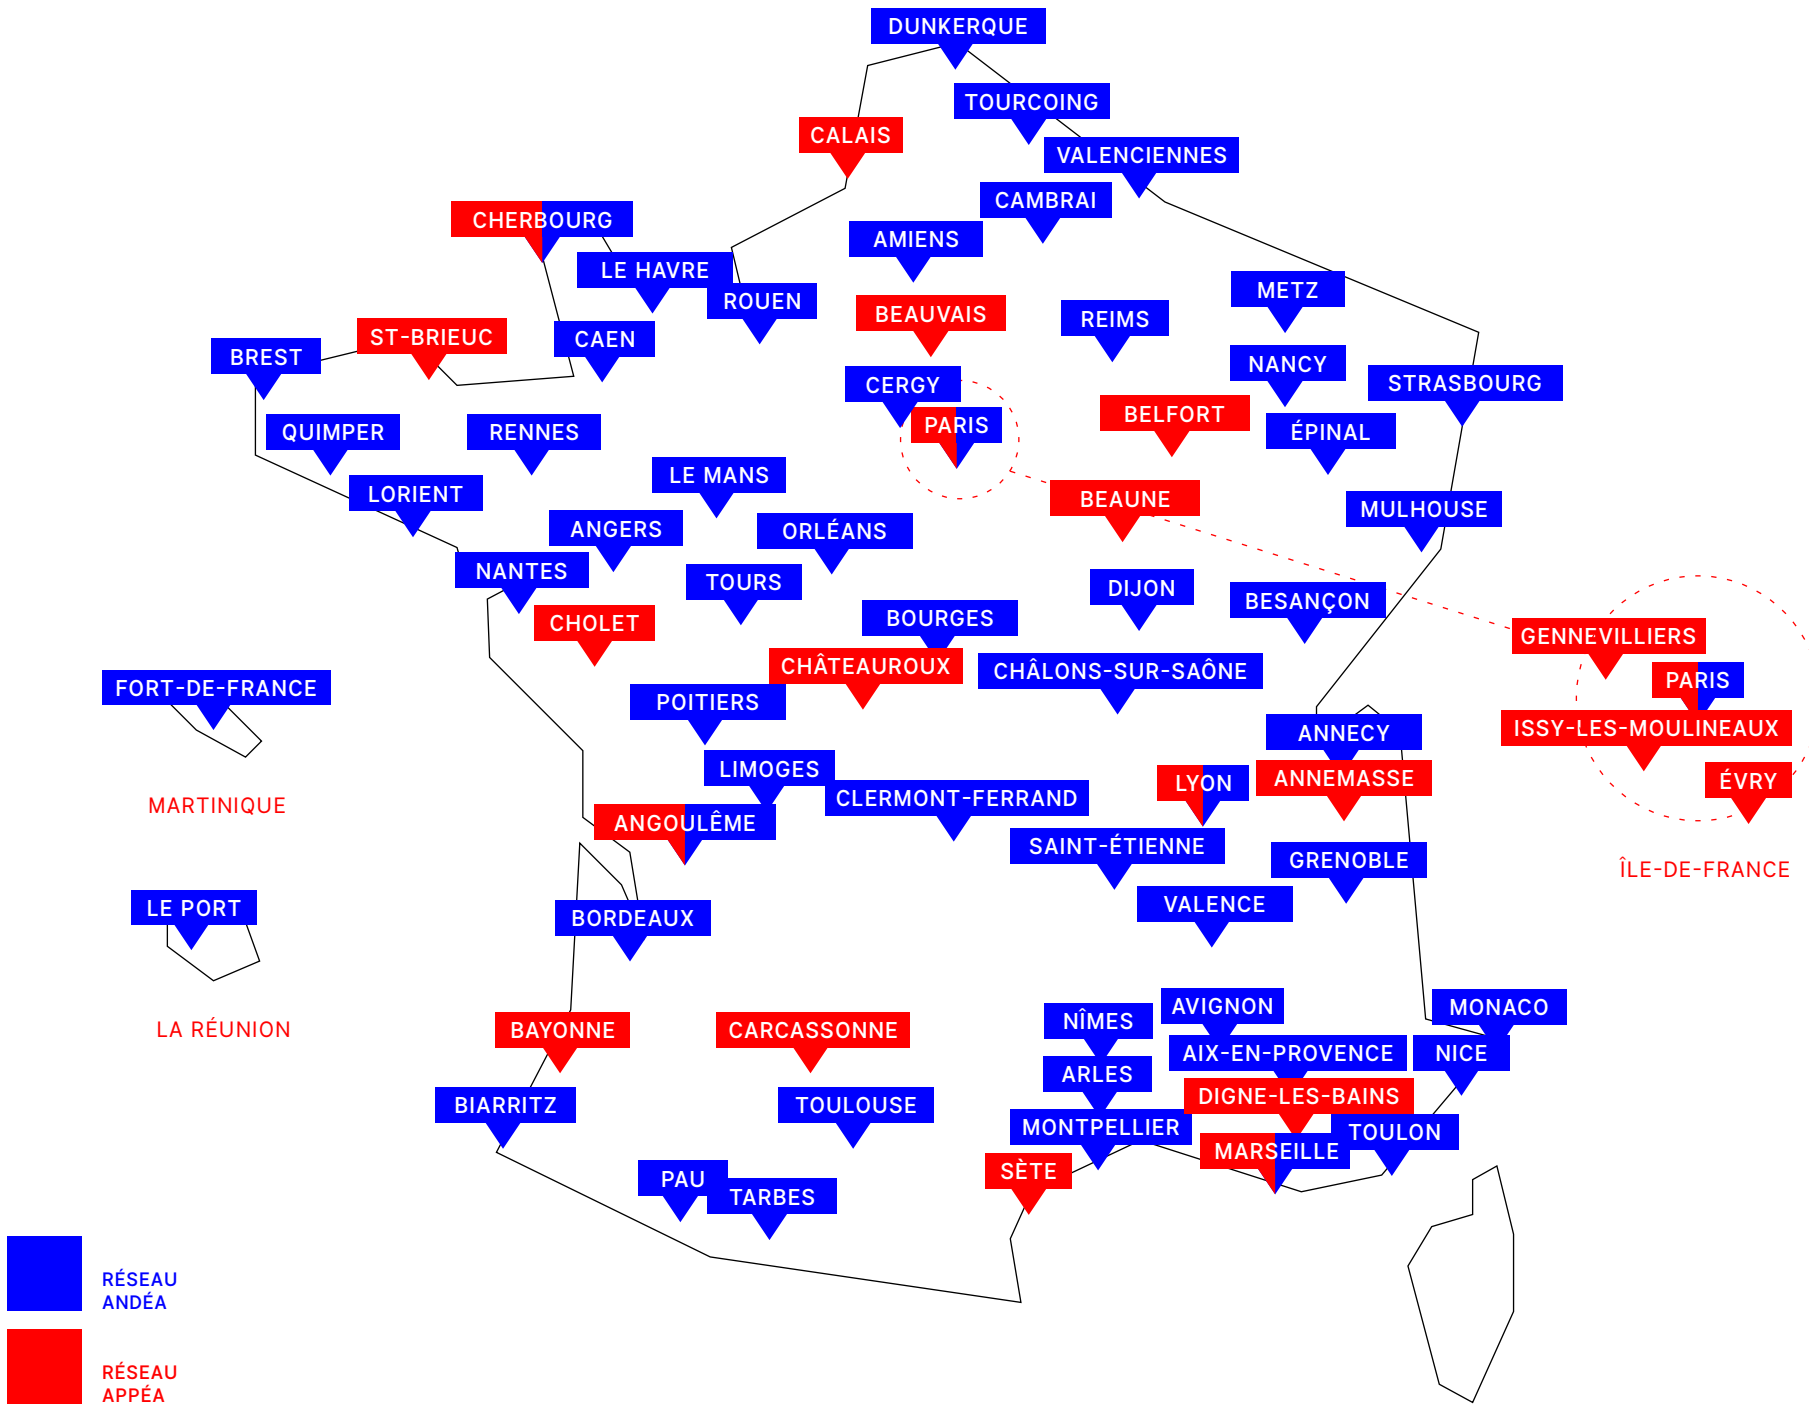 DUNKERQUE
TOURCOING
CALAIS
VALENCIENNES
CAMBRAI
CHERBOURG
AMIENS
LE HAVRE
METZ
ROUEN
BEAUVAIS
REIMS
ST-BRIEUC
CAEN
BREST
NANCY
CERGY
STRASBOURG
BELFORT
PARIS
QUIMPER
RENNES
ÉPINAL
LE MANS
LORIENT
BEAUNE
MULHOUSE
ANGERS
ORLÉANS
NANTES
TOURS
DIJON
BESANÇON
BOURGES
CHOLET
GENNEVILLIERS
CHÂTEAUROUX
CHÂLONS-SUR-SAÔNE
PARIS
FORT-DE-FRANCE
POITIERS
ISSY-LES-MOULINEAUX
ANNECY
LIMOGES
ANNEMASSE
LYON
ÉVRY
CLERMONT-FERRAND
MARTINIQUE
ANGOULÊME
SAINT-ÉTIENNE
GRENOBLE
ÎLE-DE-FRANCE
VALENCE
LE PORT
BORDEAUX
AVIGNON
MONACO
NÎMES
LA RÉUNION
BAYONNE
CARCASSONNE
AIX-EN-PROVENCE
NICE
ARLES
DIGNE-LES-BAINS
BIARRITZ
TOULOUSE
MONTPELLIER
TOULON
MARSEILLE
SÈTE
PAU
TARBES
RÉSEAU
ANDÉA
RÉSEAU
APPÉA